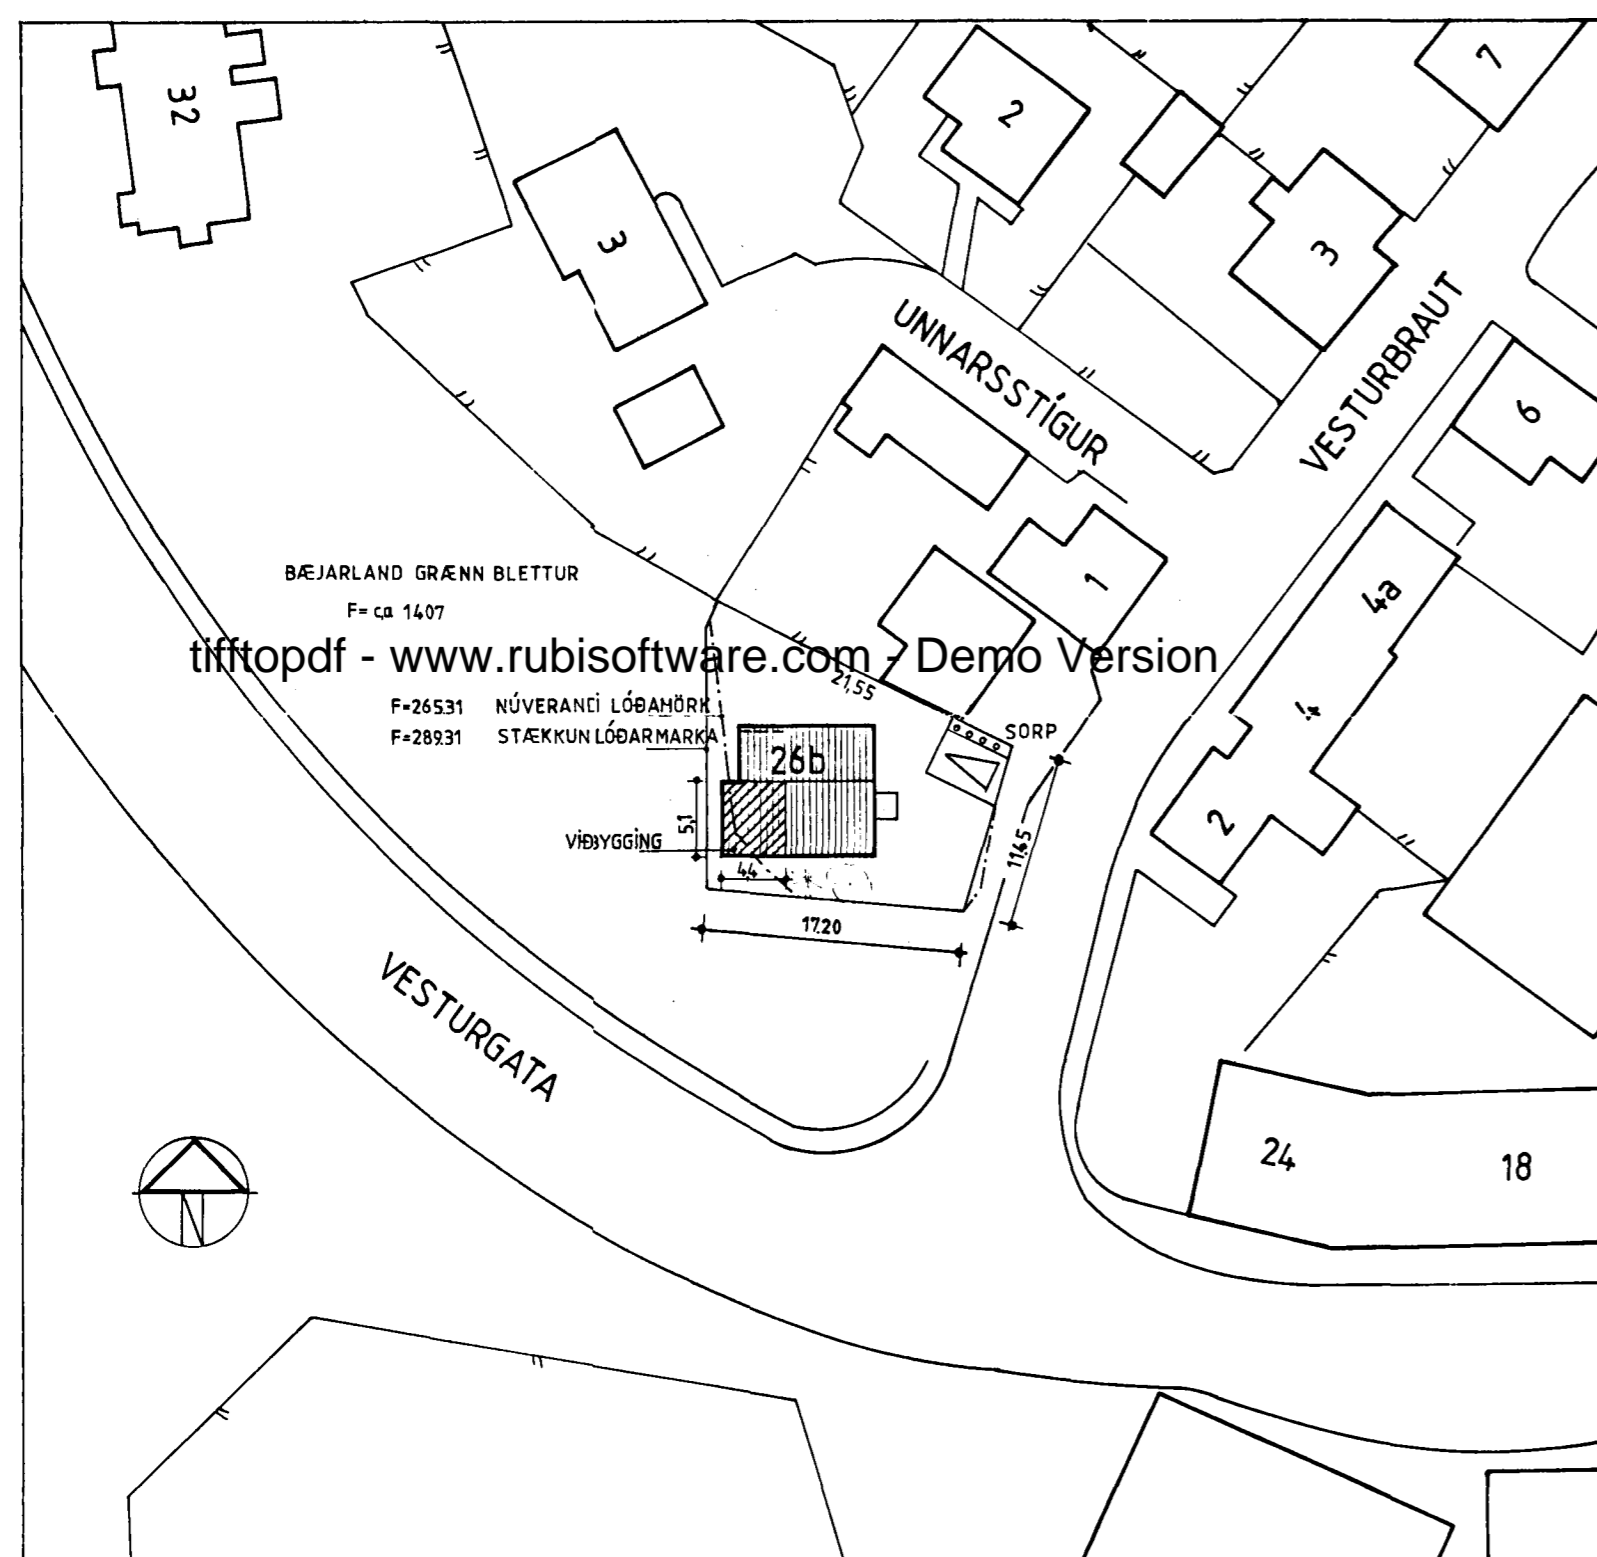 32
3
2
7
3
UNNARSSTÍGUR
VESTURBRAUT
6
1
4a
4
2
BÆJARLAND GRÆNN BLETTUR
F= ca 1407
tifftopdf - www.rubisoftware.com - Demo Version
21,55
F=265.31 NÚVERANDI LÓÐAMÖRK
F=289.31 STÆKKUN LÓÐARMARKA
SORP
26b
VIÐBYGGING
5,1
4,4
11.45
17.20
VESTURGATA
24
18
N